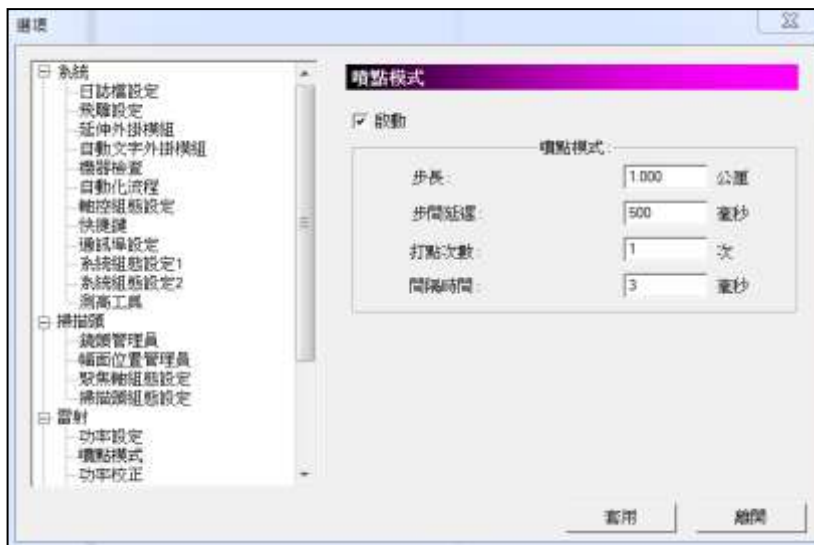 選項
系統
日誌檔設定
飛雕設定
延伸外掛模組
自動文字外掛模組
機器檢查
自動化流程
軸控組態設定
快捷鍵
通訊埠設定
系統組態設定1
系統組態設定2
測高工具
掃描頭
鏡頭管理員
幅面位置管理員
聚焦軸組態設定
掃描頭組態設定
雷射
功率設定
噴點模式
功率校正
噴點模式
啟動
噴點模式:
步長: 1.000 公厘
步間延遲: 500 毫秒
打點次數: 1 次
間隔時間: 3 毫秒
套用 離開